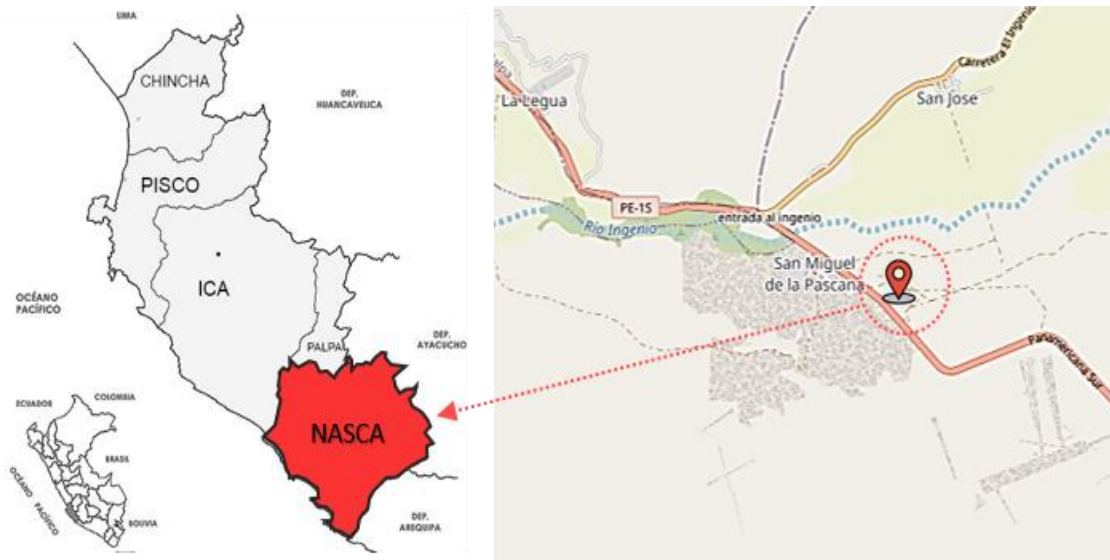 LIMA
CHINCHA
DEP.
HUANCAVELICA
PISCO
ICA
OCÉANO
PACÍFICO
PALPA
DEP.
AYACUCHO
NASCA
DEP.
AREQUIPA
ECUADOR
COLOMBIA
BRASIL
OCÉANO PACÍFICO
BOLIVIA
alpa
La Legua
Carretera El Ingenio
San Jose
PE-1S
entrada al ingenio
Río Ingenio
San Miguel
de la Pascana
Panamericana Sur